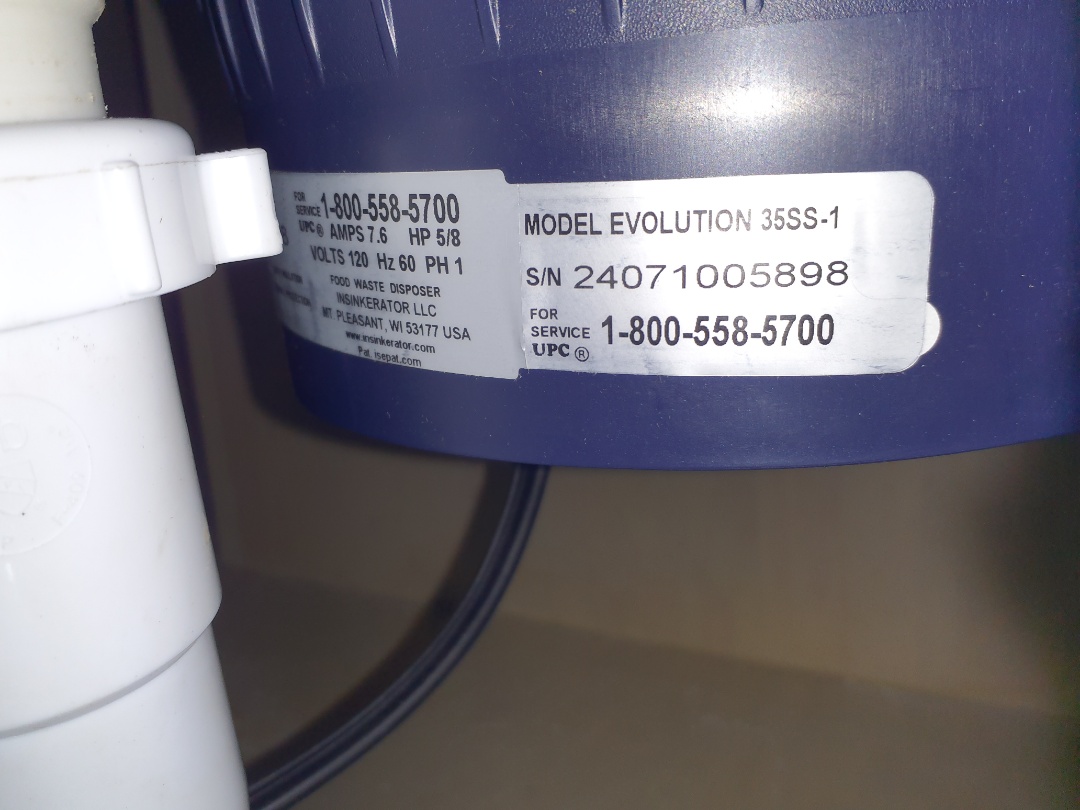 FOR
SERVICE 1-800-558-5700
UPC® AMPS 7.6 HP 5/8
VOLTS 120 Hz 60 PH 1
FOOD WASTE DISPOSER
INSINKERATOR LLC
MT. PLEASANT, WI 53177 USA
www.insinkerator.com
Pat. isepat.com
MODEL EVOLUTION 35SS-1
S/N 24071005898
FOR
SERVICE 1-800-558-5700
UPC®